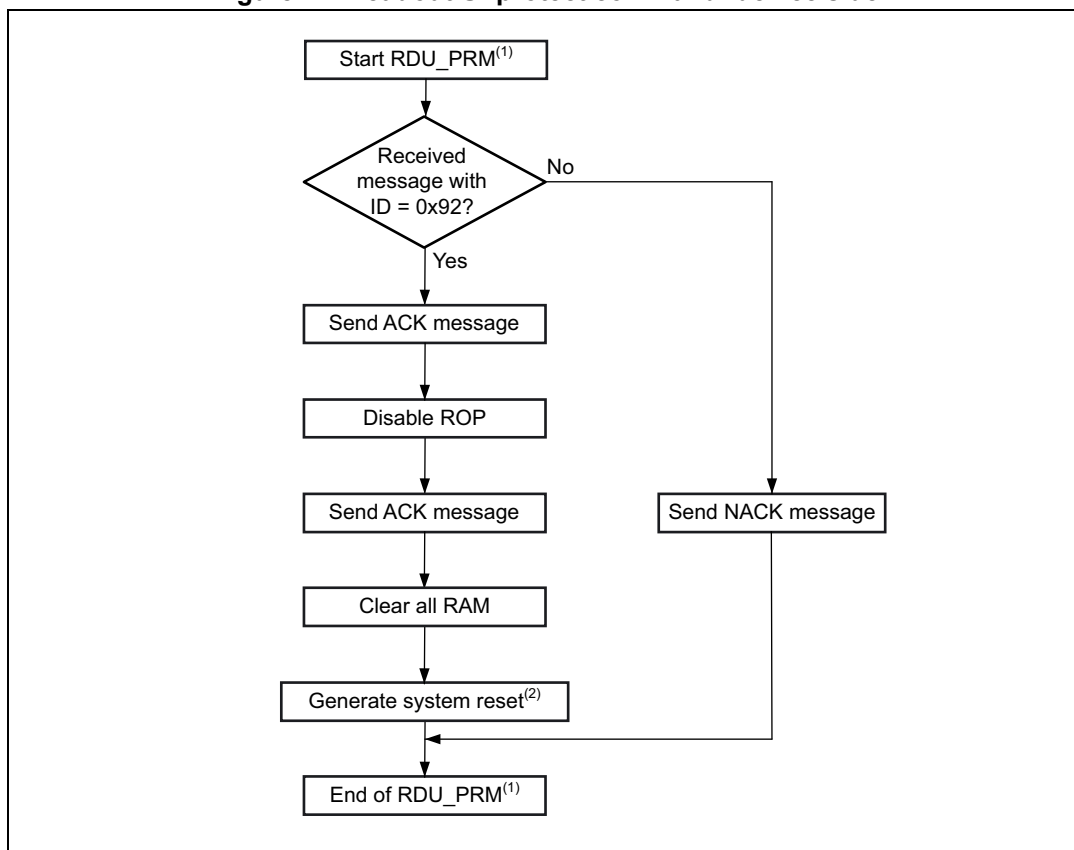 Start RDU_PRM(1)
Received
message with
ID = 0x92?
No
Yes
Send ACK message
Disable ROP
Send ACK message
Send NACK message
Clear all RAM
Generate system reset(2)
End of RDU_PRM(1)